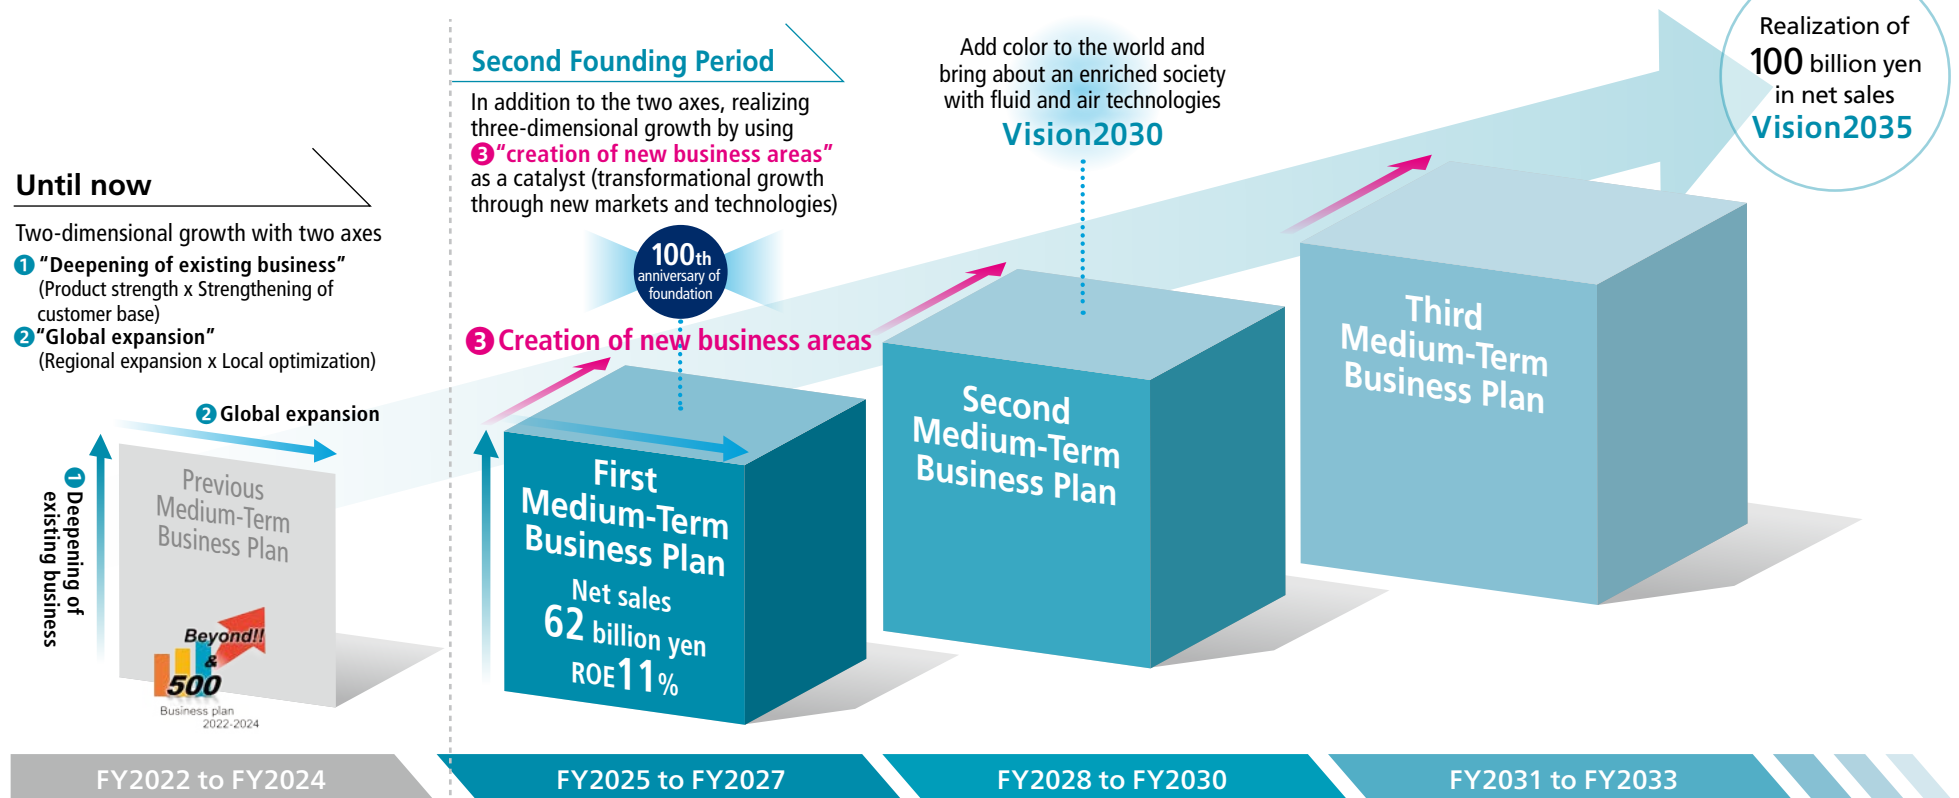 Until now
Two-dimensional growth with two axes
1 “Deepening of existing business”
(Product strength x Strengthening of
customer base)
2 “Global expansion”
(Regional expansion x Local optimization)
2 Global expansion
1 Deepening of
existing business
Previous
Medium-Term
Business Plan
Beyond!!
&
500
Business plan
2022-2024
Second Founding Period
In addition to the two axes, realizing
three-dimensional growth by using
3 “creation of new business areas”
as a catalyst (transformational growth
through new markets and technologies)
100th
anniversary of
foundation
3 Creation of new business areas
First
Medium-Term
Business Plan
Net sales
62 billion yen
ROE 11%
Add color to the world and
bring about an enriched society
with fluid and air technologies
Vision2030
Second
Medium-Term
Business Plan
Third
Medium-Term
Business Plan
Realization of
100 billion yen
in net sales
Vision2035
FY2022 to FY2024
FY2025 to FY2027
FY2028 to FY2030
FY2031 to FY2033